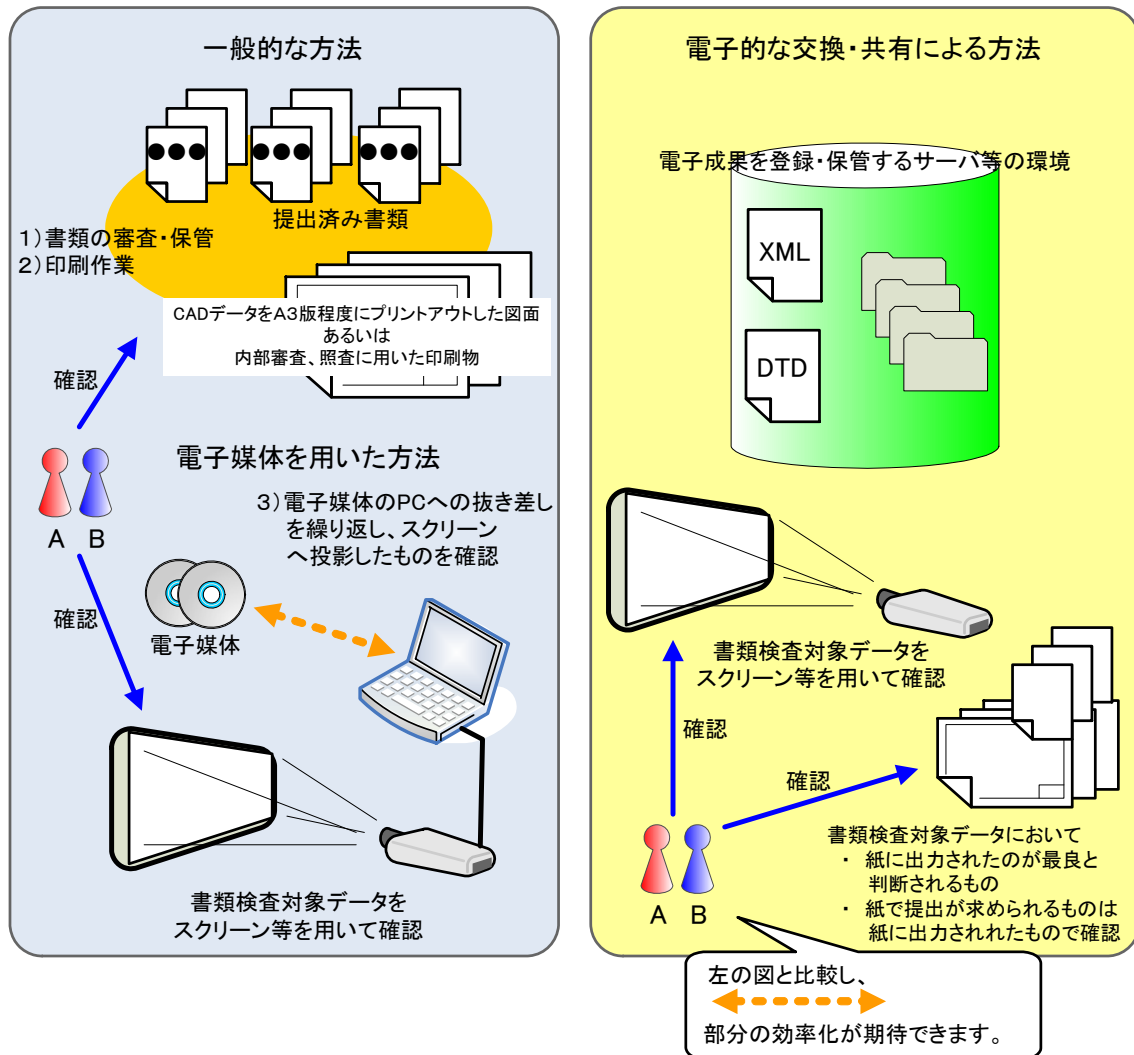 一般的な方法
提出済み書類
1)書類の審査・保管
2)印刷作業
CADデータをA3版程度にプリントアウトした図面
あるいは
内部審査、照査に用いた印刷物
確認
A B
電子媒体を用いた方法
3)電子媒体のPCへの抜き差し
を繰り返し、スクリーン
へ投影したものを確認
確認
電子媒体
書類検査対象データを
スクリーン等を用いて確認
電子的な交換・共有による方法
電子成果を登録・保管するサーバ等の環境
XML
DTD
書類検査対象データを
スクリーン等を用いて確認
確認
確認
A B
書類検査対象データにおいて
・ 紙に出力されたのが最良と
判断されるもの
・ 紙で提出が求められるものは
紙に出力されれたもので確認
左の図と比較し、
部分の効率化が期待できます。